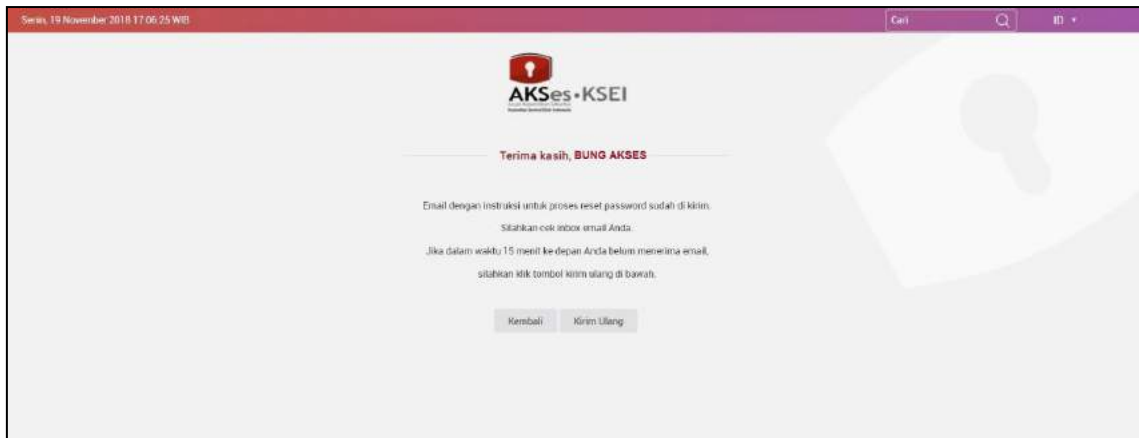 Senin, 19 November 2018 17:06:25 WIB
Cari
ID
AKSes•KSEI
Terima kasih, BUNG AKSES
Email dengan instruksi untuk proses reset password sudah di kirim.
Silahkan cek inbox email Anda.
Jika dalam waktu 15 menit ke depan Anda belum menerima email,
silahkan klik tombol kirim ulang di bawah.
Kembali
Kirim Ulang